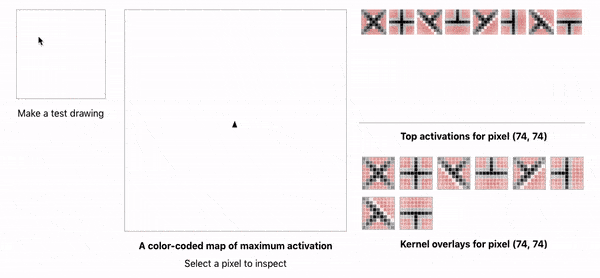 Make a test drawing
A color-coded map of maximum activation
Select a pixel to inspect
Top activations for pixel (74, 74)
Kernel overlays for pixel (74, 74)